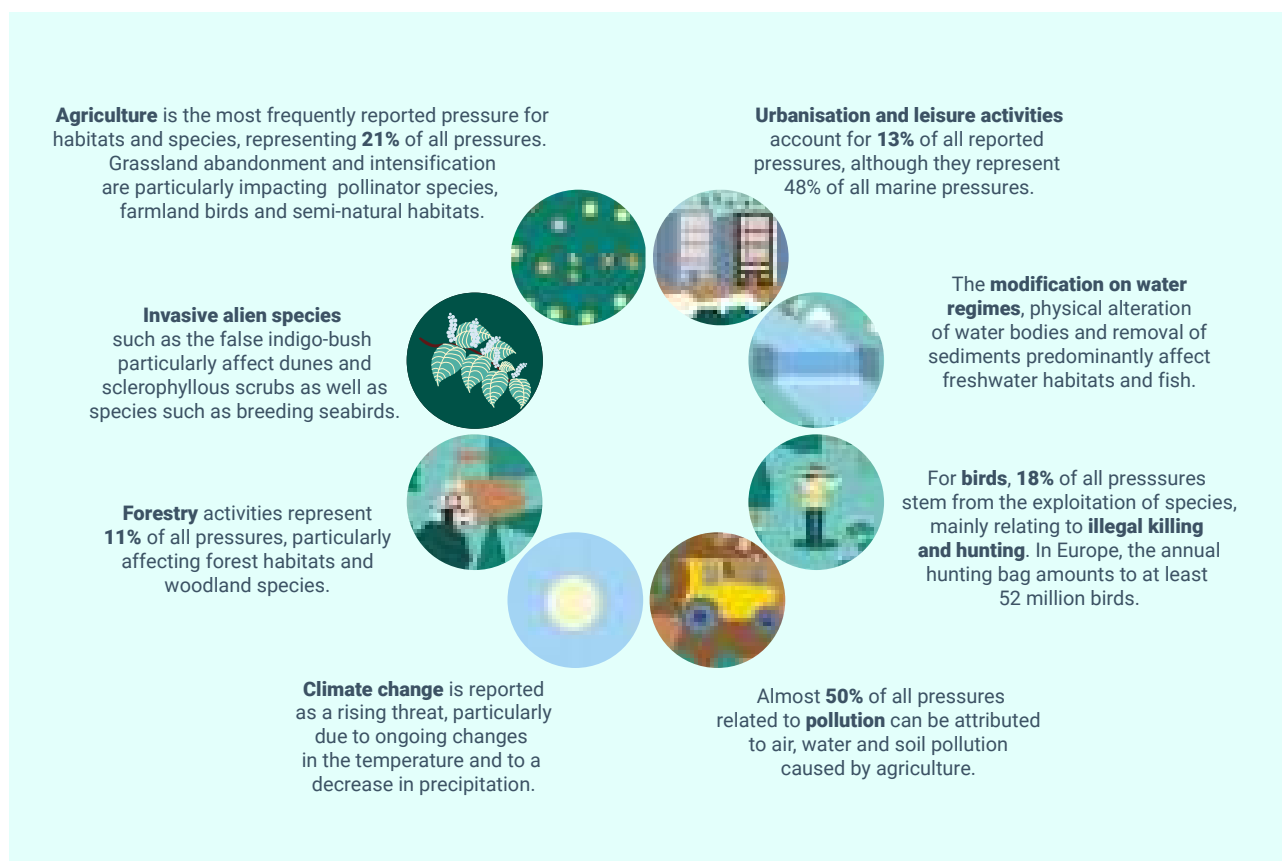 Agriculture is the most frequently reported pressure for
habitats and species, representing 21% of all pressures.
Grassland abandonment and intensification
are particularly impacting pollinator species,
farmland birds and semi-natural habitats.
Urbanisation and leisure activities
account for 13% of all reported
pressures, although they represent
48% of all marine pressures.
Invasive alien species
such as the false indigo-bush
particularly affect dunes and
sclerophyllous scrubs as well as
species such as breeding seabirds.
The modification on water
regimes, physical alteration
of water bodies and removal of
sediments predominantly affect
freshwater habitats and fish.
Forestry activities represent
11% of all pressures, particularly
affecting forest habitats and
woodland species.
For birds, 18% of all presssures
stem from the exploitation of species,
mainly relating to illegal killing
and hunting. In Europe, the annual
hunting bag amounts to at least
52 million birds.
Climate change is reported
as a rising threat, particularly
due to ongoing changes
in the temperature and to a
decrease in precipitation.
Almost 50% of all pressures
related to pollution can be attributed
to air, water and soil pollution
caused by agriculture.